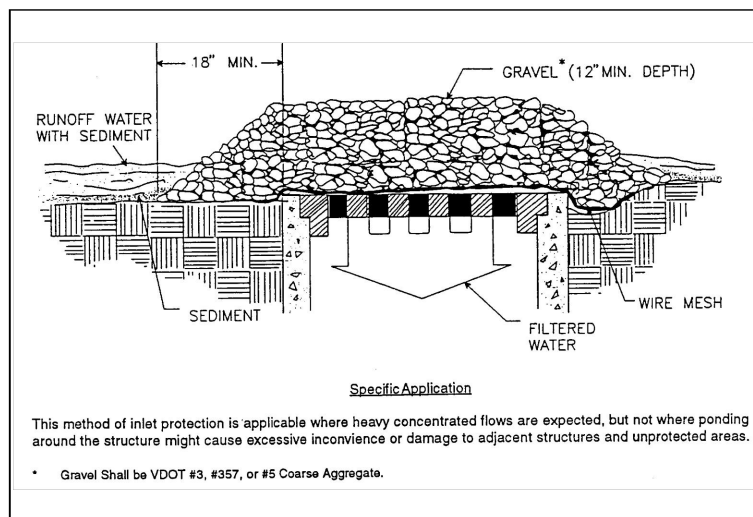 18" MIN.
GRAVEL* (12" MIN. DEPTH)
RUNOFF WATER
WITH SEDIMENT
SEDIMENT
WIRE MESH
FILTERED
WATER
Specific Application
This method of inlet protection is applicable where heavy concentrated flows are expected, but not where ponding
around the structure might cause excessive inconvience or damage to adjacent structures and unprotected areas.
* Gravel Shall be VDOT #3, #357, or #5 Coarse Aggregate.